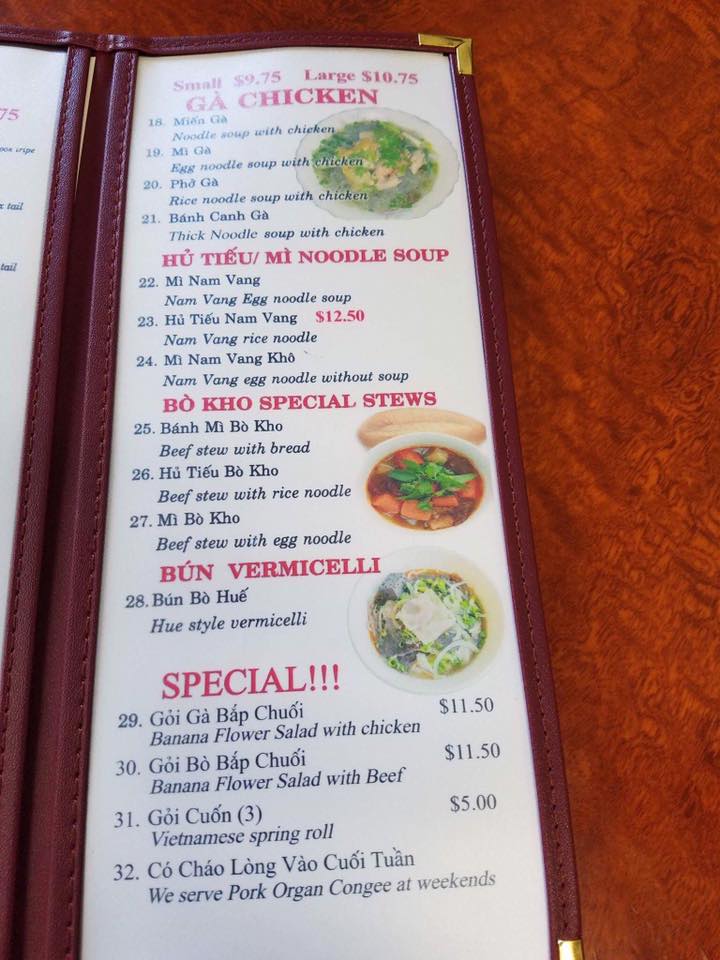 75
tail
tail
Small $9.75 Large $10.75
GÀ CHICKEN
18. Miến Gà
Noodle soup with chicken
19. Mì Gà
Egg noodle soup with chicken
20. Phở Gà
Rice noodle soup with chicken
21. Bánh Canh Gà
Thick Noodle soup with chicken
HỦ TIẾU/ MÌ NOODLE SOUP
22. Mì Nam Vang
Nam Vang Egg noodle soup
23. Hủ Tiếu Nam Vang $12.50
Nam Vang rice noodle
24. Mì Nam Vang Khô
Nam Vang egg noodle without soup
BÒ KHO SPECIAL STEWS
25. Bánh Mì Bò Kho
Beef stew with bread
26. Hủ Tiếu Bò Kho
Beef stew with rice noodle
27. Mì Bò Kho
Beef stew with egg noodle
BÚN VERMICELLI
28. Bún Bò Huế
Hue style vermicelli
SPECIAL!!!
29. Gỏi Gà Bắp Chuối $11.50
Banana Flower Salad with chicken
30. Gỏi Bò Bắp Chuối $11.50
Banana Flower Salad with Beef
31. Gỏi Cuốn (3) $5.00
Vietnamese spring roll
32. Có Cháo Lòng Vào Cuối Tuần
We serve Pork Organ Congee at weekends